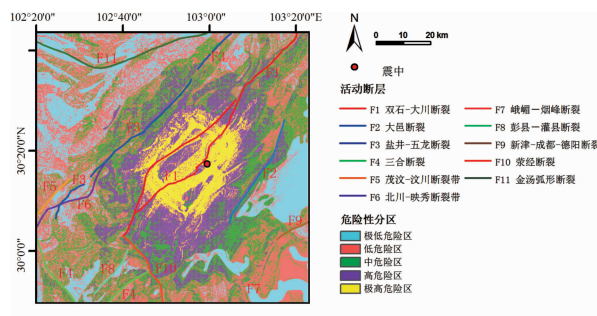 102°20'0" 102°40'0" 103°0'0" 103°20'0"E
30°20'0"N
30°0'0"
F11
F4
F1
F1
F2
F3
F5
F6
F9
F10
F4
F8
F4
F7
N
0 10 20 km
震中
活动断层
F1 双石-大川断裂
F2 大邑断裂
F3 盐井-五龙断裂
F4 三合断裂
F5 茂汶-汶川断裂带
F6 北川-映秀断裂带
F7 峨嵋-烟峰断裂
F8 彭县-灌县断裂
F9 新津-成都-德阳断裂
F10 荥经断裂
F11 金汤弧形断裂
危险性分区
极低危险区
低危险区
中危险区
高危险区
极高危险区